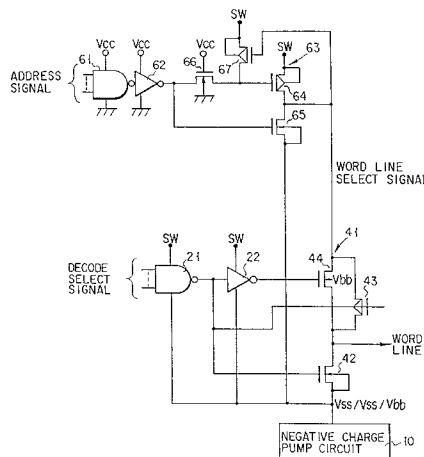 SW
Vcc
SW
63
Vcc
Vcc
66
67
61
62
ADDRESS
SIGNAL
64
65
WORD LINE
SELECT SIGNAL
41
SW
SW
44
DECODE
SELECT
SIGNAL
21
22
Vbb
43
WORD
LINE
42
Vss/Vss/Vbb
NEGATIVE CHARGE
PUMP CIRCUIT
10